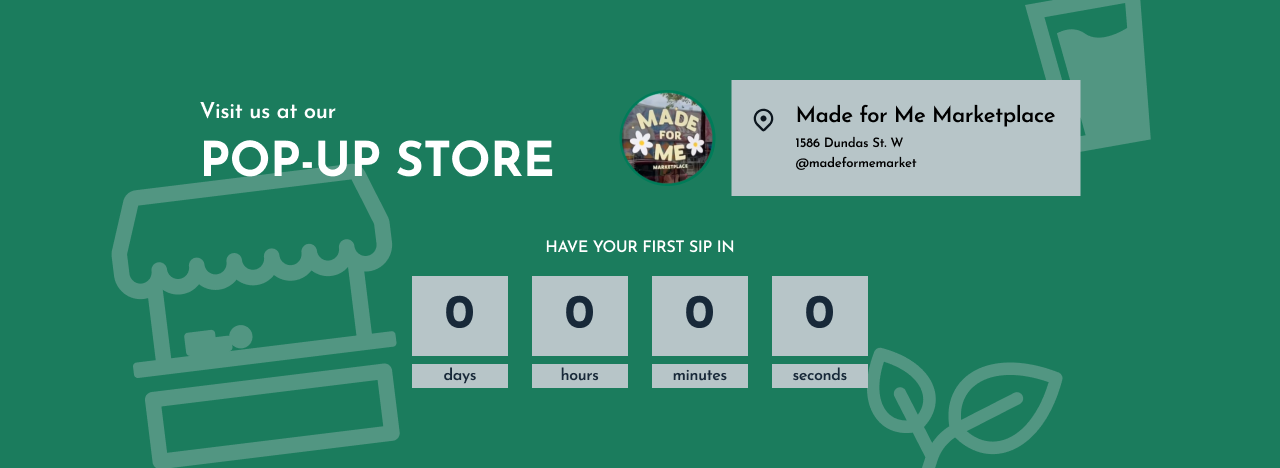 Visit us at our
POP-UP STORE
MADE
FOR
ME
MARKETPLACE
Made for Me Marketplace
1586 Dundas St. W
@madeformemarket
HAVE YOUR FIRST SIP IN
0 0 0 0
days hours minutes seconds